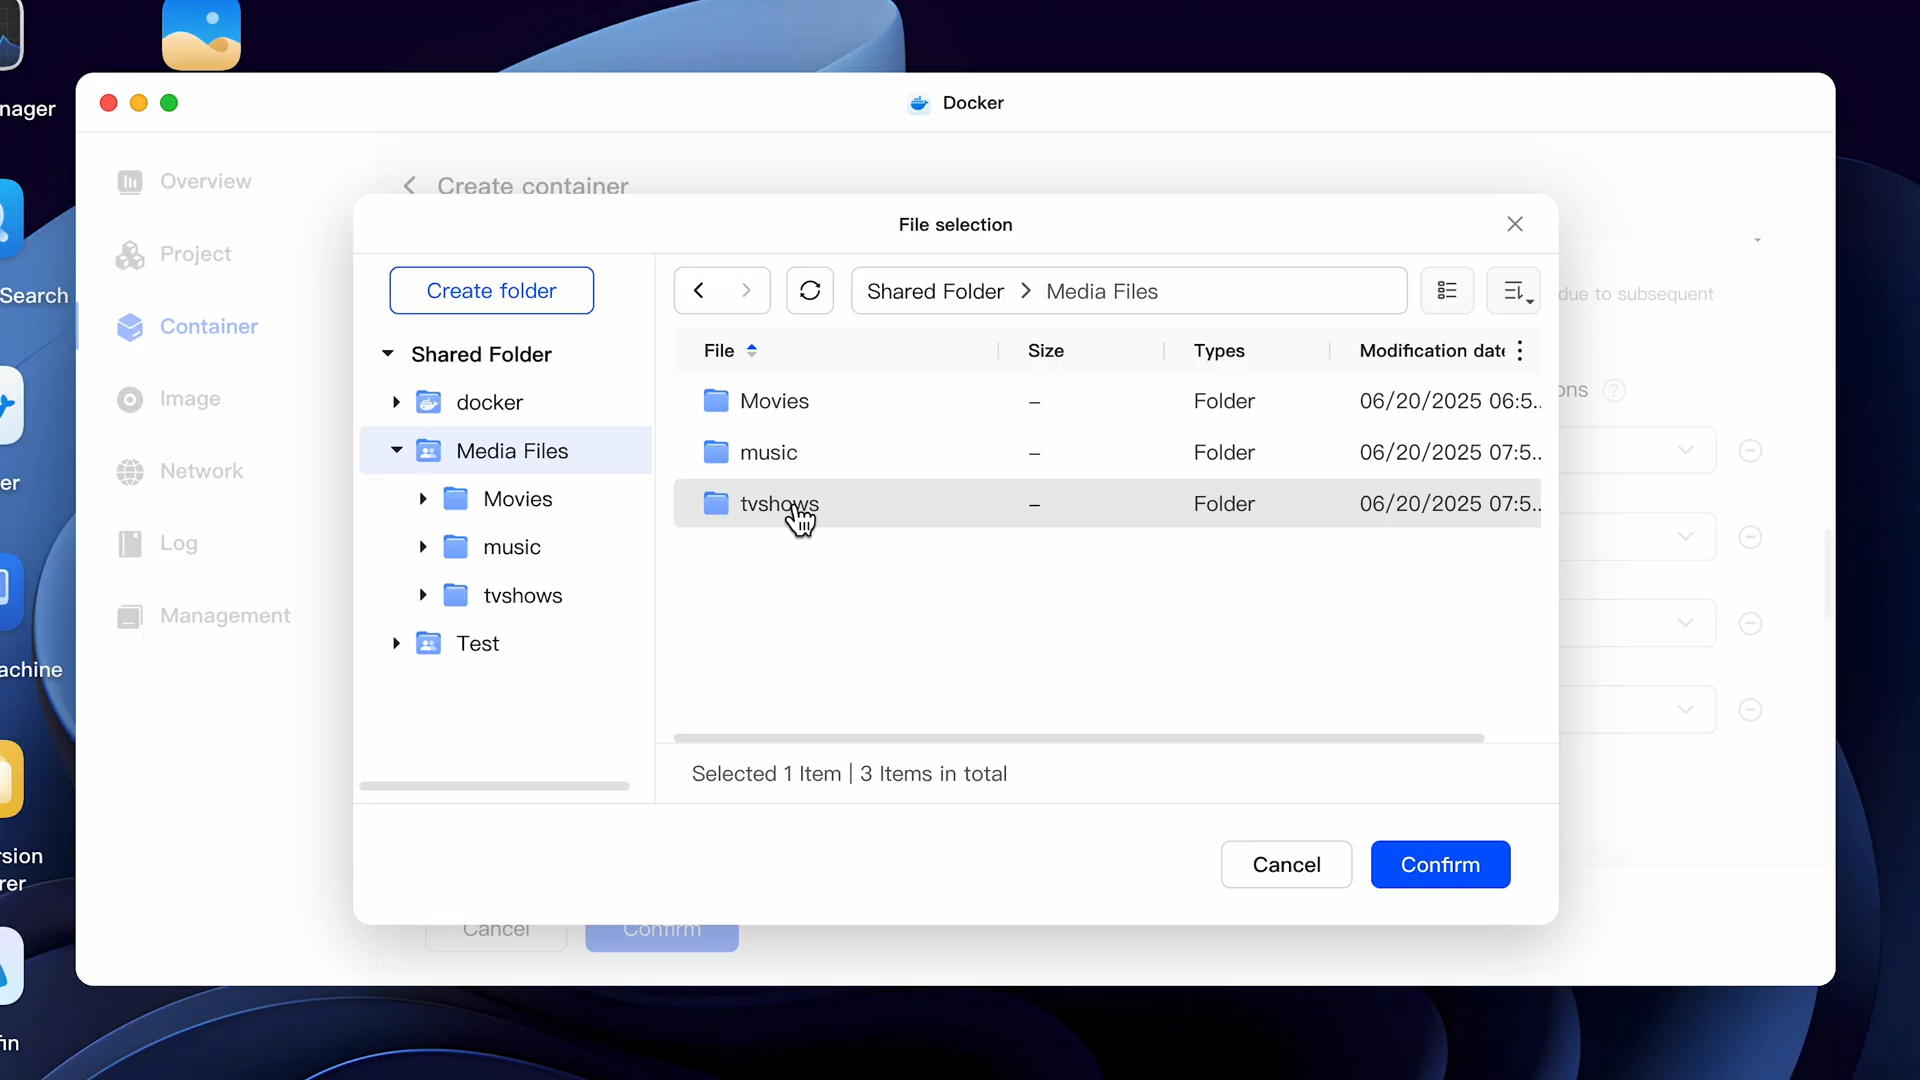 Docker
nager
Search
er
achine
rsion
rer
fin
Overview
Project
Container
Image
Network
Log
Management
Create container
due to subsequent
ons
File selection
Create folder
Shared Folder
docker
Media Files
Movies
music
tvshows
Test
Shared Folder > Media Files
File Size Types Modification date
Movies – Folder 06/20/2025 06:5..
music – Folder 06/20/2025 07:5..
tvshows – Folder 06/20/2025 07:5..
Selected 1 Item | 3 Items in total
Cancel Confirm
Cancel Confirm